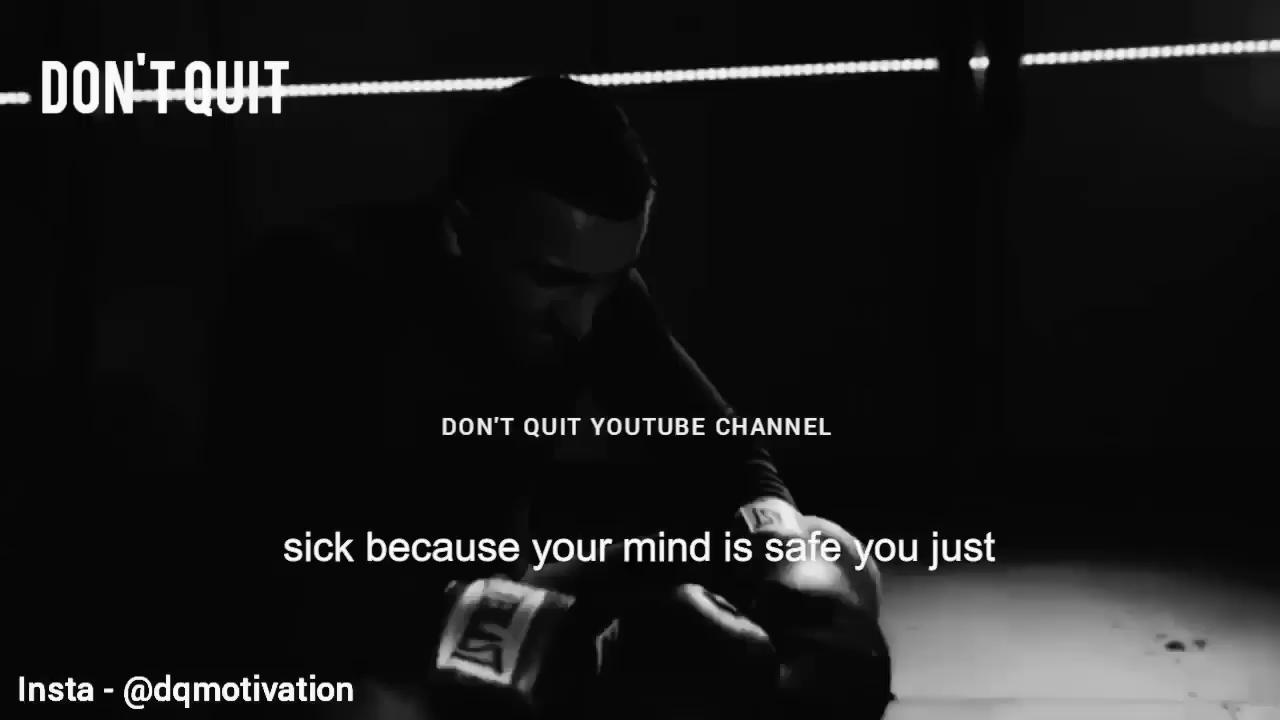 DON'T QUIT
DON'T QUIT YOUTUBE CHANNEL
sick because your mind is safe you just
Insta - @dqmotivation